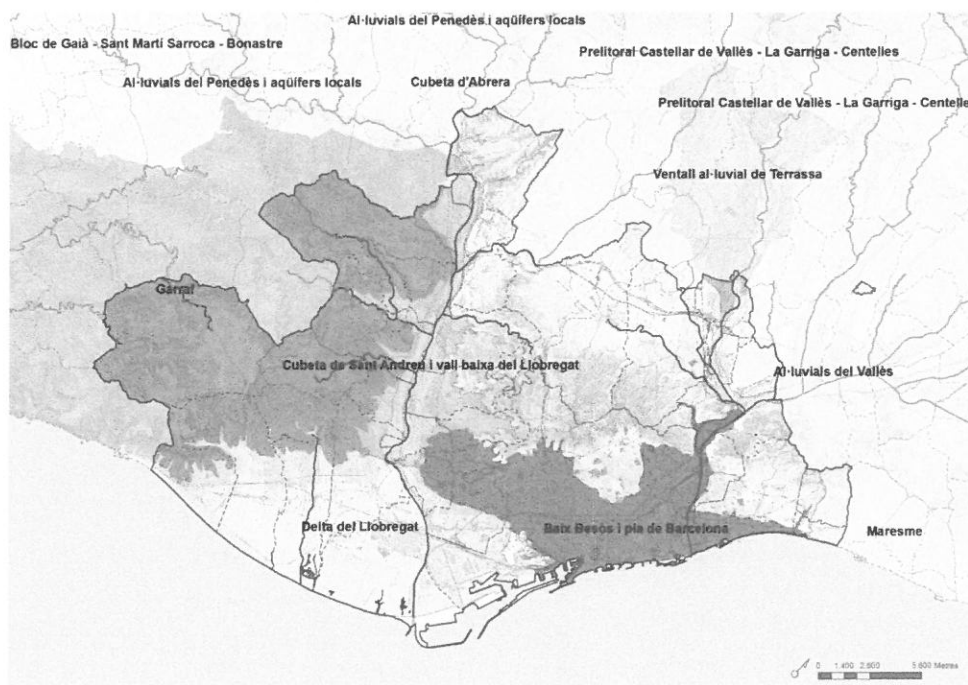 Al·luvials del Penedès i aqüífers locals
Bloc de Gaià - Sant Martí Sarroca - Bonastre
Prelitoral Castellar de Vallès - La Garriga - Centelles
Al·luvials del Penedès i aqüífers locals
Cubeta d'Abrera
Prelitoral Castellar de Vallès - La Garriga - Centelle
Ventall al·luvial de Terrassa
Garraf
Cubeta de Sant Andreu i vall baixa del Llobregat
Al·luvials del Vallès
Delta del Llobregat
Baix Besòs i pla de Barcelona
Maresme
0 1.400 2.800 5.600 Metres